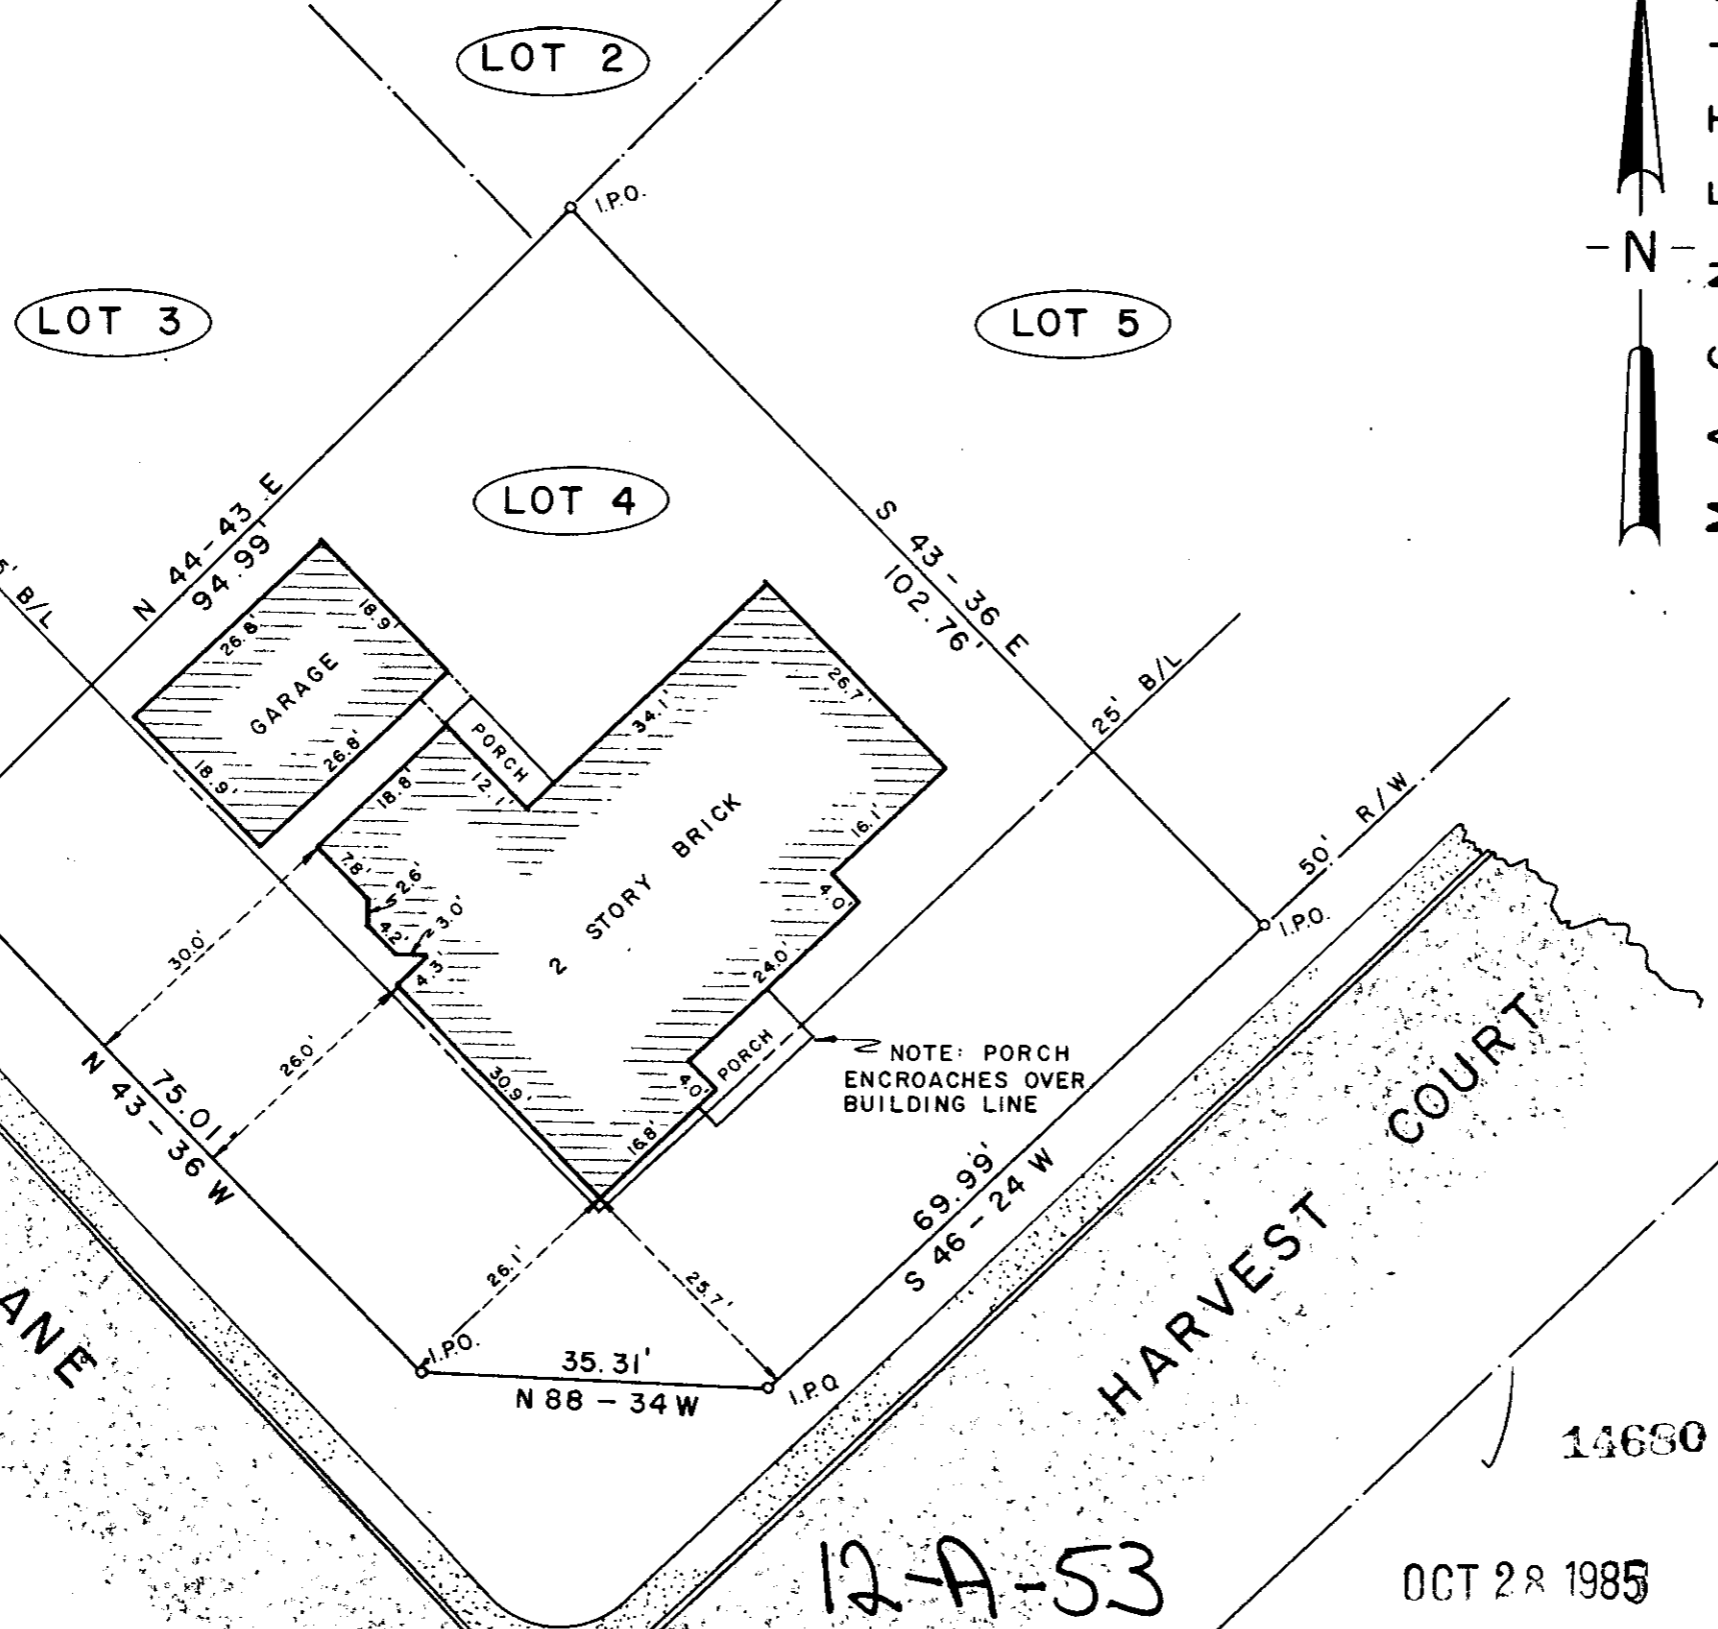 LOT 2
I.P.O.
- N -
LOT 3
LOT 5
LOT 4
N 44-43 E
94.99'
S 43-36 E
102.76'
B/L
25' B/L
50' R/W
I.P.O.
26.8'
18.9'
GARAGE
26.8'
18.9'
PORCH
34.1'
26.7'
18.8'
12.1'
16.1'
7.8'
2.6'
4.2'
3.0'
4.3'
2 STORY BRICK
4.0'
24.0'
30.0'
26.0'
30.9'
4.0'
PORCH
16.8'
NOTE: PORCH
ENCROACHES OVER
BUILDING LINE
75.01'
N 43-36 W
26.1'
25.7'
69.99'
S 46-24 W
I.P.O.
35.31'
N 88-34 W
I.P.O.
HARVEST COURT
ANE
14680
12-A-53
OCT 28 1985